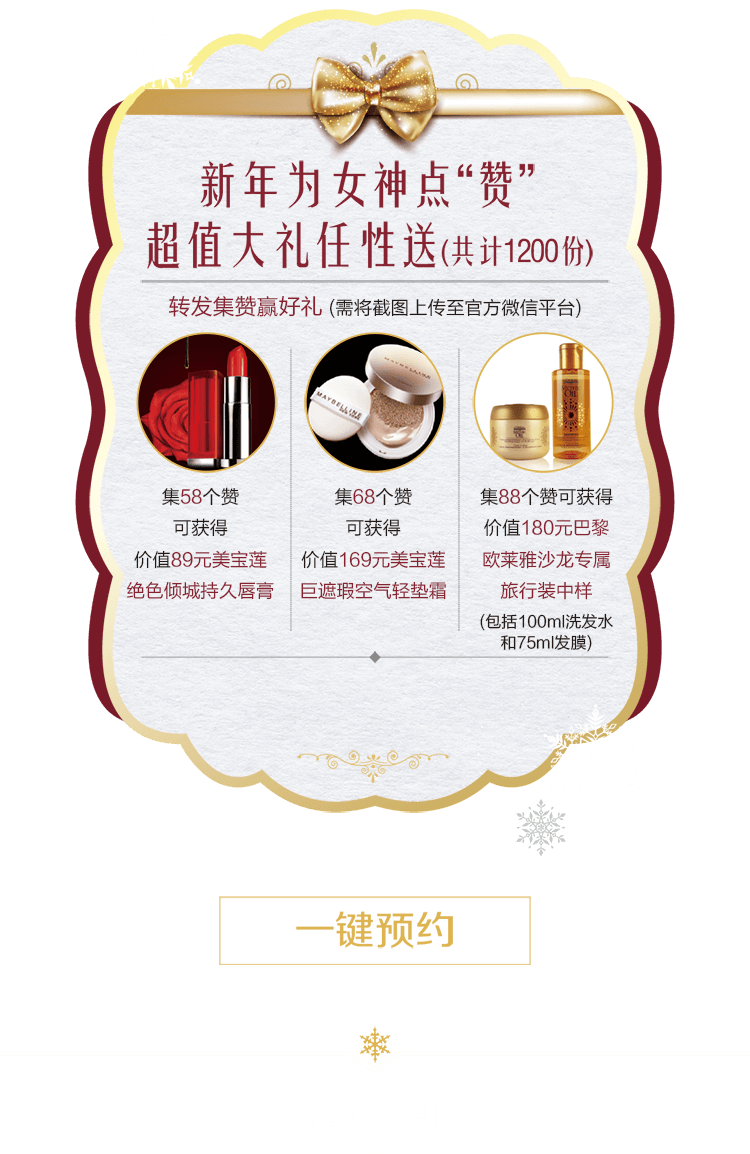 新年为女神点“赞”
超值大礼任性送(共计1200份)
转发集赞赢好礼 (需将截图上传至官方微信平台)
MAYBELLINE
MAYBELLINE
OIL
集58个赞
可获得
价值89元美宝莲
绝色倾城持久唇膏
集68个赞
可获得
价值169元美宝莲
巨遮瑕空气轻垫霜
集88个赞可获得
价值180元巴黎
欧莱雅沙龙专属
旅行装中样
(包括100ml洗发水
和75ml发膜)
一键预约